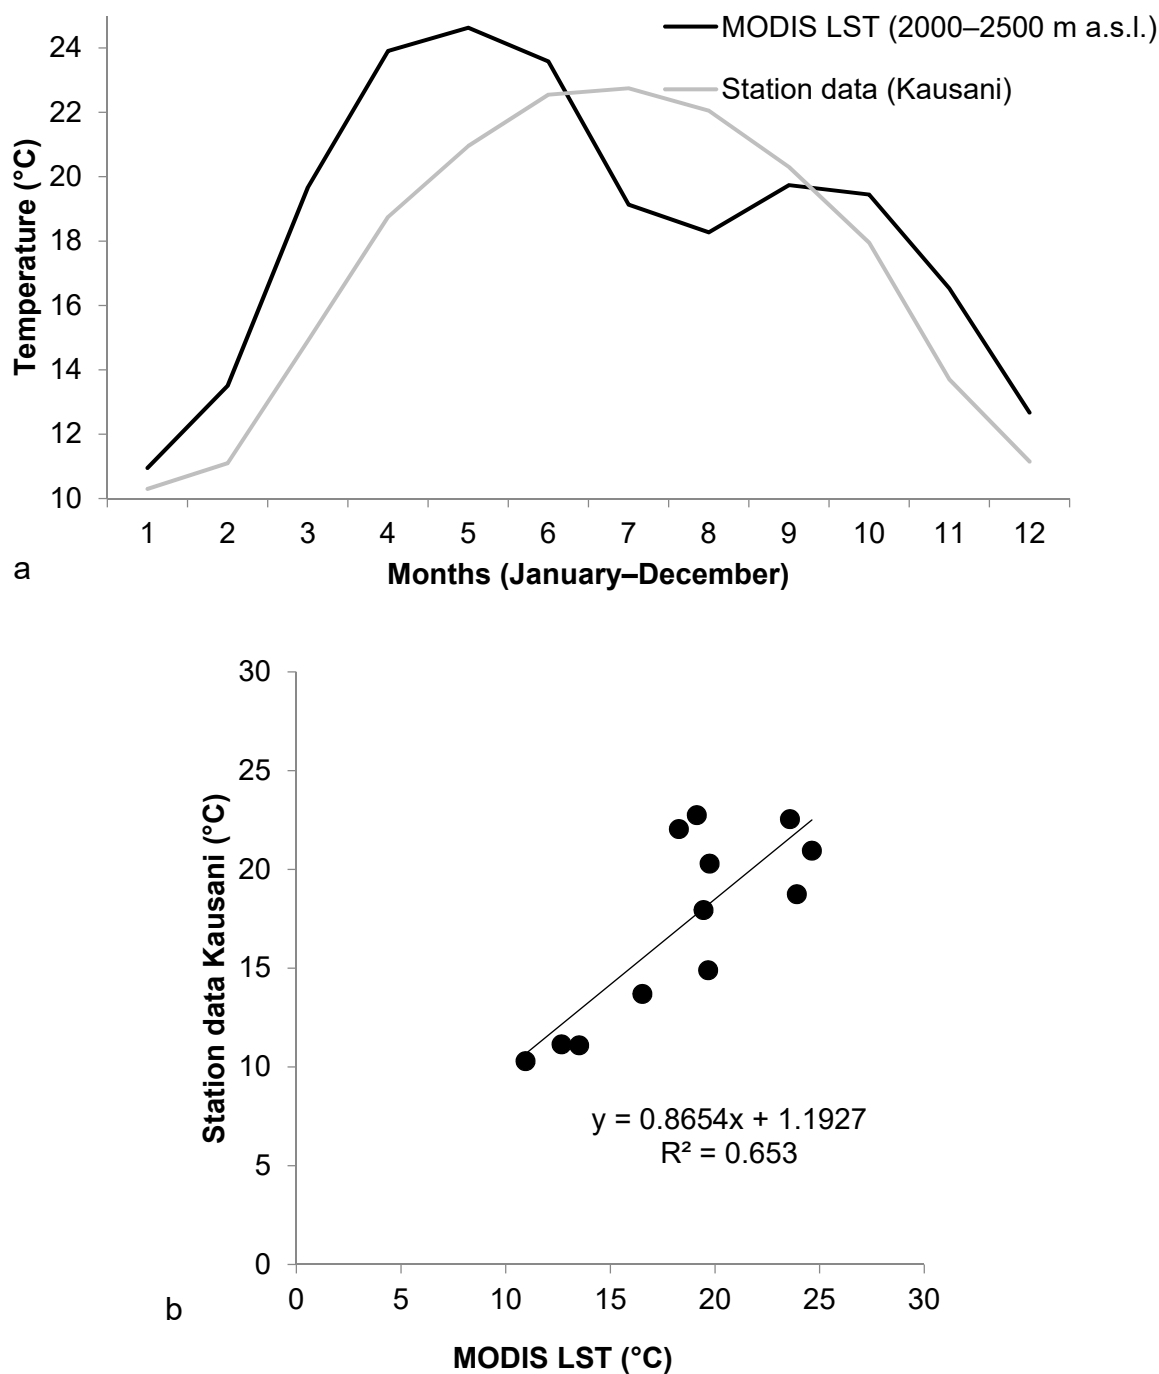 MODIS LST (2000–2500 m a.s.l.)
Station data (Kausani)
Temperature (°C)
24
22
20
18
16
14
12
10
1 2 3 4 5 6 7 8 9 10 11 12
Months (January–December)
a
Station data Kausani (°C)
30
25
20
15
10
5
0
y = 0.8654x + 1.1927
R² = 0.653
0 5 10 15 20 25 30
MODIS LST (°C)
b